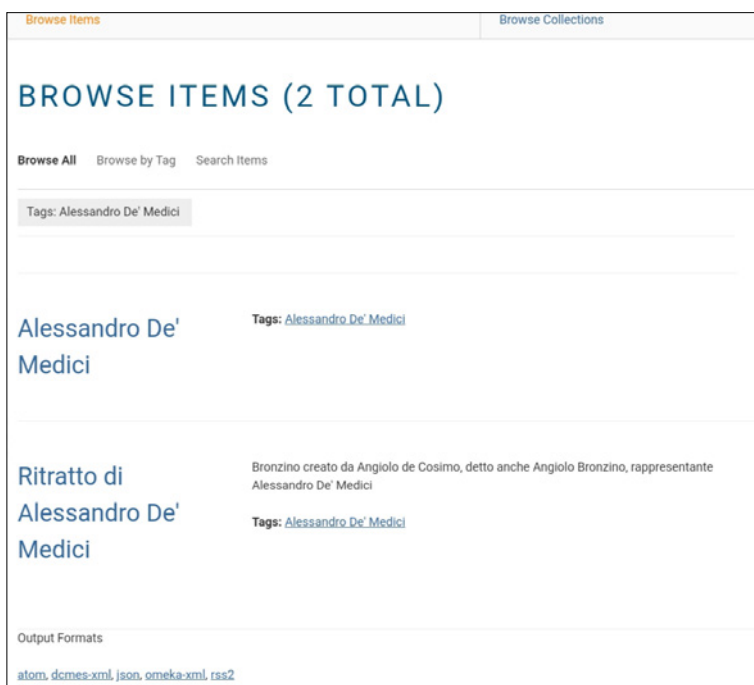 Browse Items
Browse Collections
BROWSE ITEMS (2 TOTAL)
Browse All Browse by Tag Search Items
Tags: Alessandro De' Medici
Alessandro De'
Medici
Tags: Alessandro De' Medici
Ritratto di
Alessandro De'
Medici
Bronzino creato da Angiolo de Cosimo, detto anche Angiolo Bronzino, rappresentante
Alessandro De' Medici
Tags: Alessandro De' Medici
Output Formats
atom, dcmes-xml, json, omeka-xml, rss2